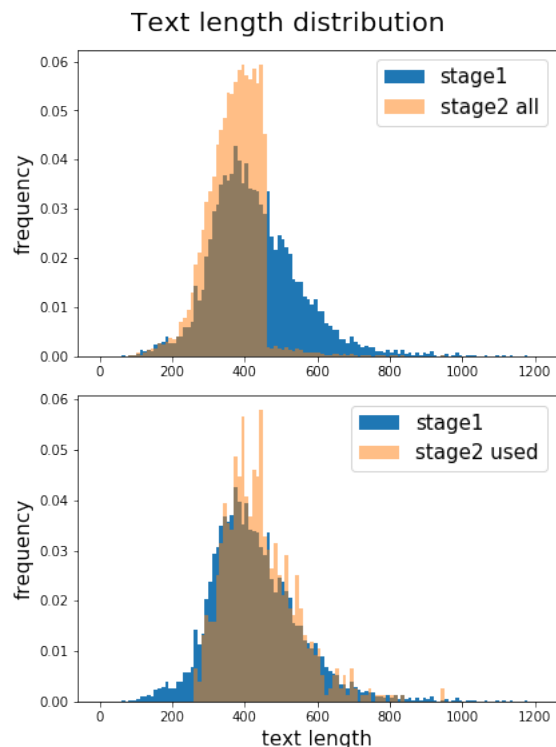 Text length distribution
0.06
0.05
0.04
0.03
0.02
0.01
0.00
frequency
stage1
stage2 all
0 200 400 600 800 1000 1200
0.06
0.05
0.04
0.03
0.02
0.01
0.00
frequency
stage1
stage2 used
0 200 400 600 800 1000 1200
text length